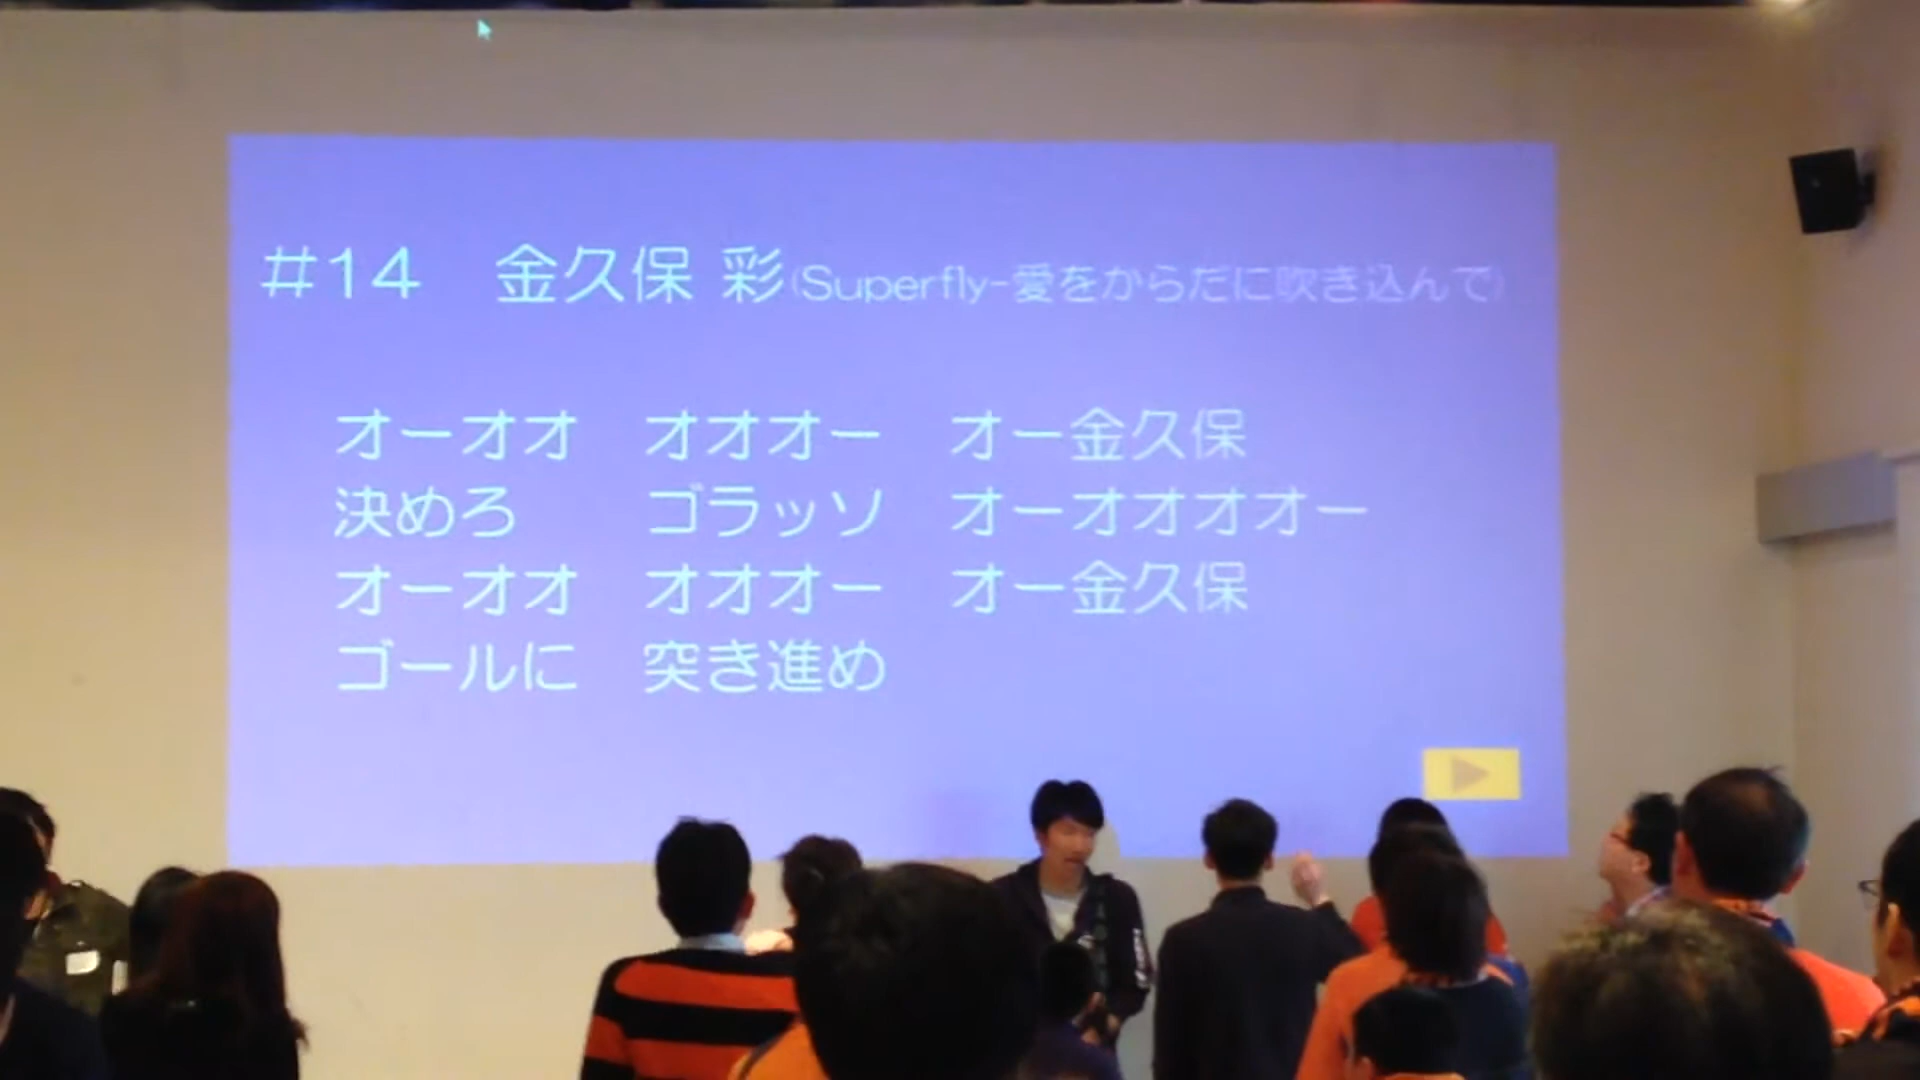 #14　金久保 彩(Superfly-愛をからだに吹き込んで)
オーオオ　オオオー　オー金久保
決めろ　ゴラッソ　オーオオオオー
オーオオ　オオオー　オー金久保
ゴールに　突き進め